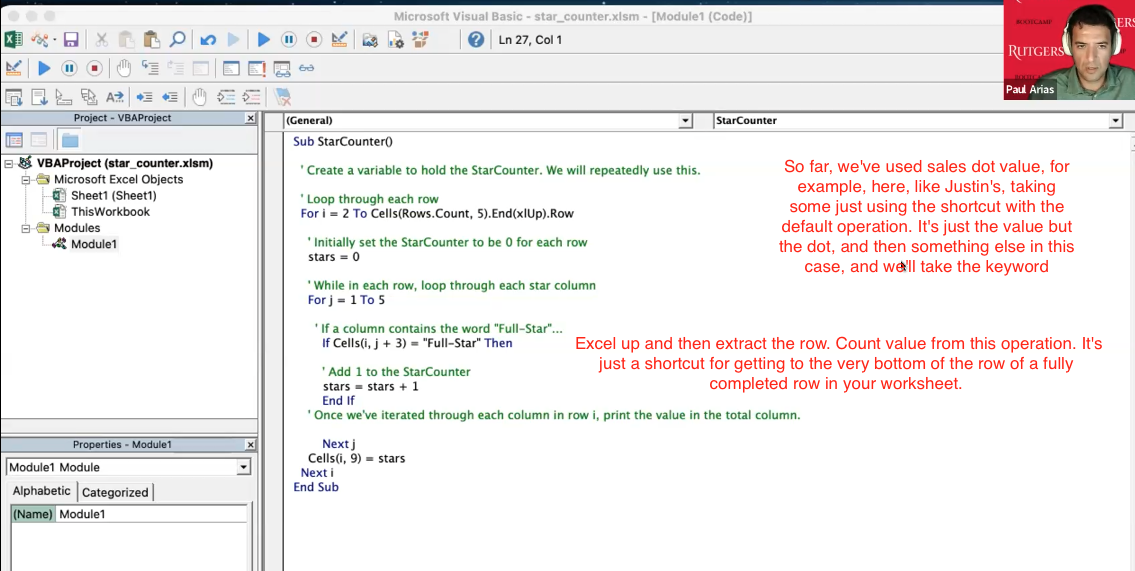 Microsoft Visual Basic - star_counter.xlsm - [Module1 (Code)]
BOOTCAMP
RUTGERS
Paul Arias
Ln 27, Col 1
Project - VBAProject
VBAProject (star_counter.xlsm)
Microsoft Excel Objects
Sheet1 (Sheet1)
ThisWorkbook
Modules
Module1
Properties - Module1
Module1 Module
Alphabetic Categorized
(Name) Module1
(General) StarCounter
Sub StarCounter()
' Create a variable to hold the StarCounter. We will repeatedly use this.
' Loop through each row
For i = 2 To Cells(Rows.Count, 5).End(xlUp).Row
' Initially set the StarCounter to be 0 for each row
stars = 0
' While in each row, loop through each star column
For j = 1 To 5
' If a column contains the word "Full-Star"...
If Cells(i, j + 3) = "Full-Star" Then
' Add 1 to the StarCounter
stars = stars + 1
End If
' Once we've iterated through each column in row i, print the value in the total column.
Next j
Cells(i, 9) = stars
Next i
End Sub
So far, we've used sales dot value, for
example, here, like Justin's, taking
some just using the shortcut with the
default operation. It's just the value but
the dot, and then something else in this
case, and we'll take the keyword
Excel up and then extract the row. Count value from this operation. It's
just a shortcut for getting to the very bottom of the row of a fully
completed row in your worksheet.